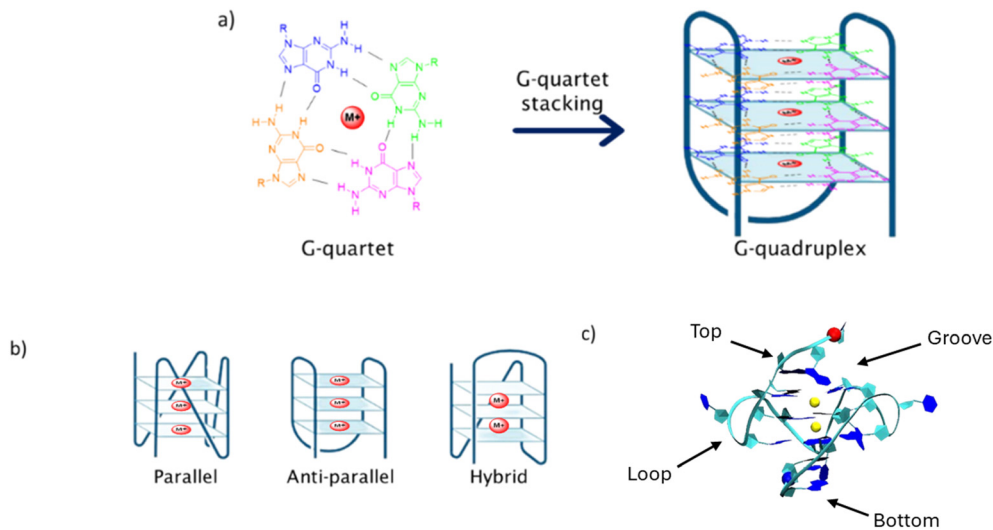 a)
R
N
N
H
N
H
N
N
H
O
N
N
R
O
N
N
H
N
H
H
H
N
H
N
N
O
N
N
R
M+
H
O
H
N
N
N
H
N
H
N
R
G-quartet
stacking
G-quartet
G-quadruplex
b)
M+
M+
M+
M+
M+
M+
M+
M+
Parallel
Anti-parallel
Hybrid
c)
Top
Groove
Loop
Bottom